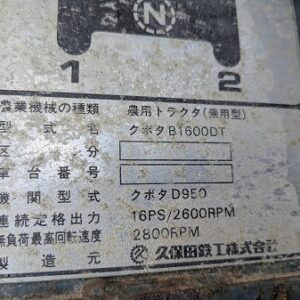 N
1 2
農業機械の種類 農用トラクタ(乗用型)
型式名 クボタB1600DT
区分
車台番号
機関型式 クボタD950
連続定格出力 16PS/2600RPM
無負荷最高回転速度 2800RPM
製造元 久保田鉄工株式会社